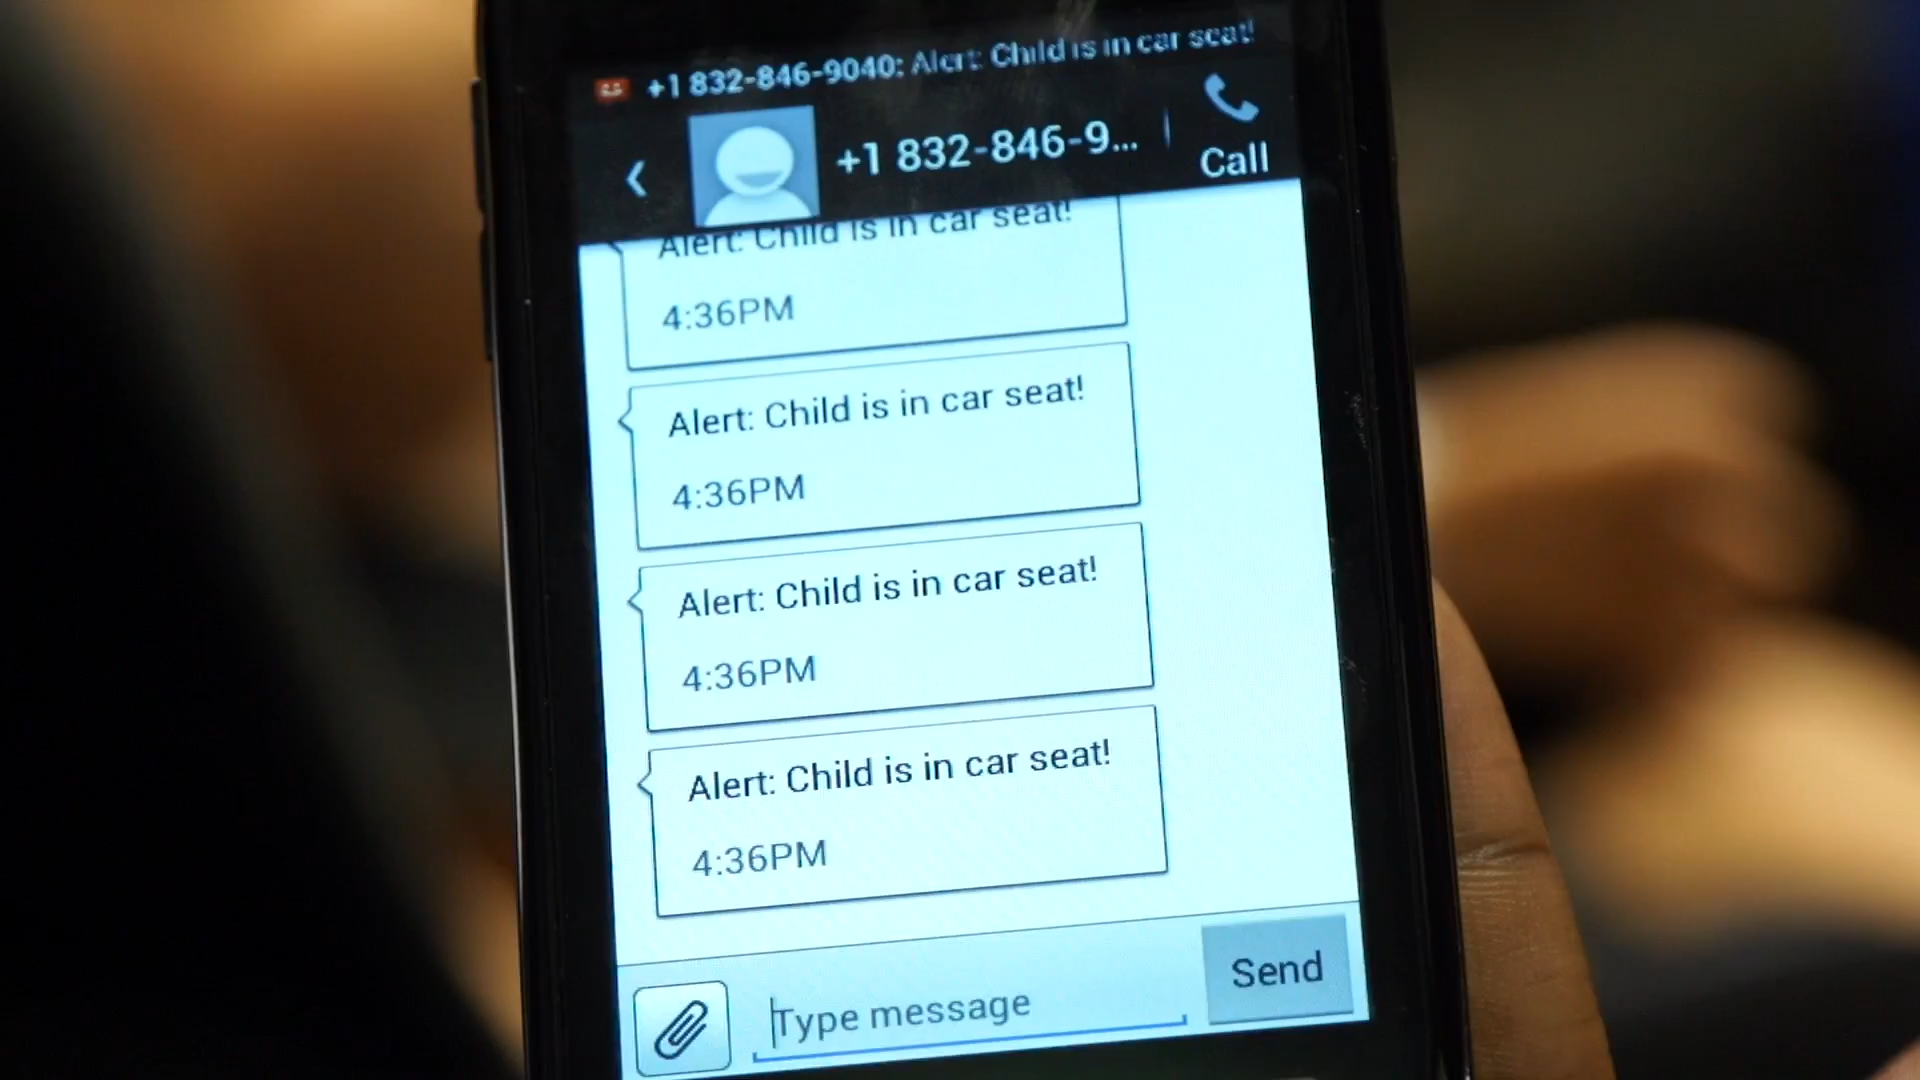 +1 832-846-9040: Alert: Child is in car seat!
+1 832-846-9...
Call
Alert: Child is in car seat!
4:36PM
Alert: Child is in car seat!
4:36PM
Alert: Child is in car seat!
4:36PM
Alert: Child is in car seat!
4:36PM
Type message
Send